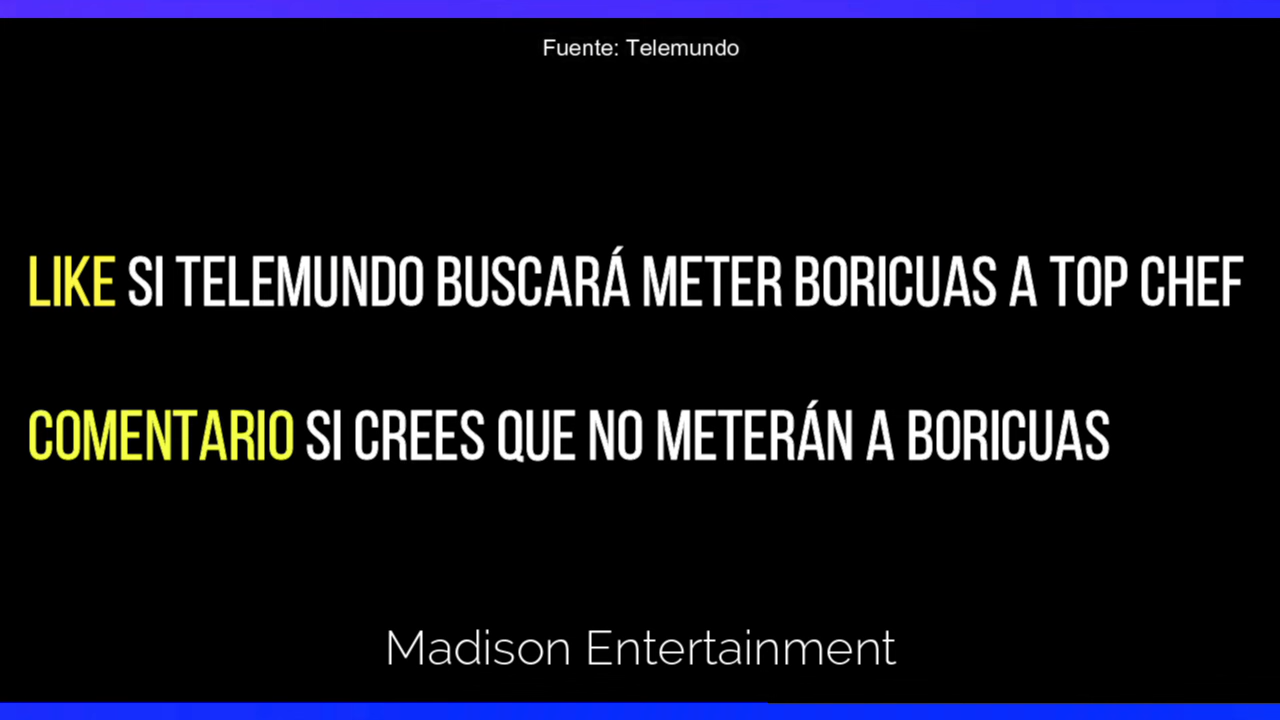 Fuente: Telemundo
LIKE SI TELEMUNDO BUSCARÁ METER BORICUAS A TOP CHEF
COMENTARIO SI CREES QUE NO METERÁN A BORICUAS
Madison Entertainment